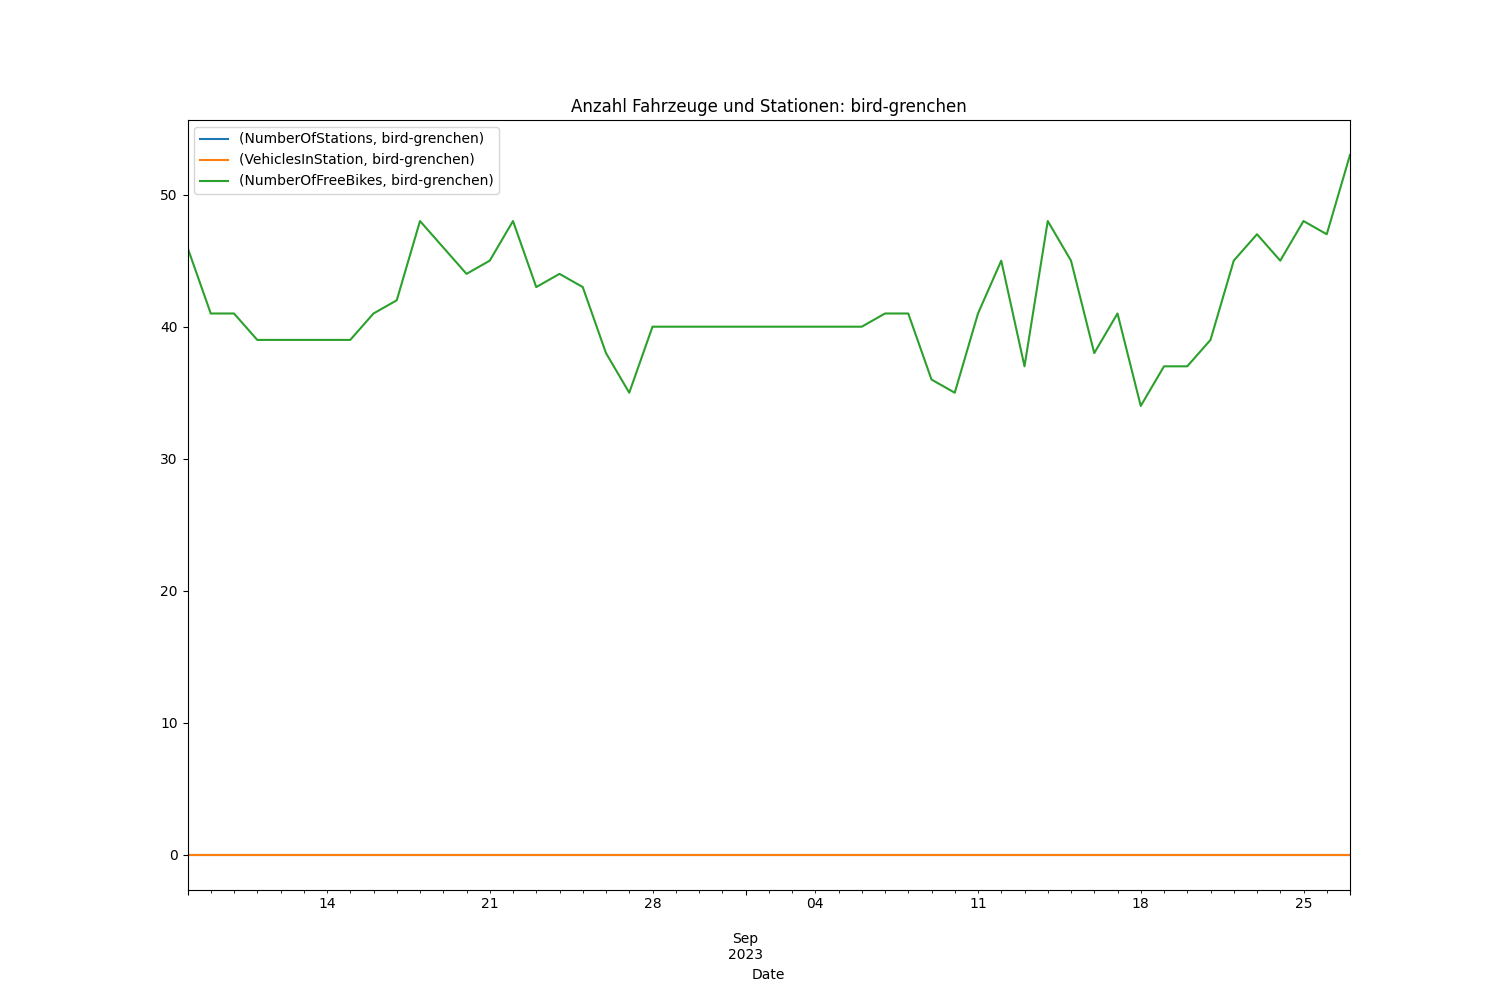 Anzahl Fahrzeuge und Stationen: bird-grenchen
(NumberOfStations, bird-grenchen)
(VehiclesInStation, bird-grenchen)
(NumberOfFreeBikes, bird-grenchen)
50
40
30
20
10
0
14 21 28 04 11 18 25
Sep
2023
Date